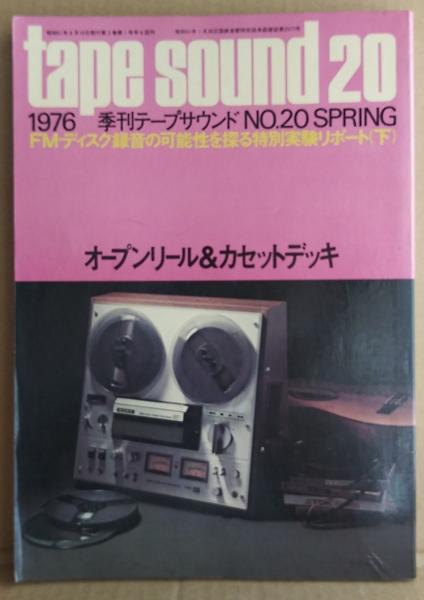 tape sound 20
1976 季刊テープサウンド NO.20 SPRING
FM・ディスク録音の可能性を探る特別実験リポート(下)
オープンリール&カセットデッキ
SONY